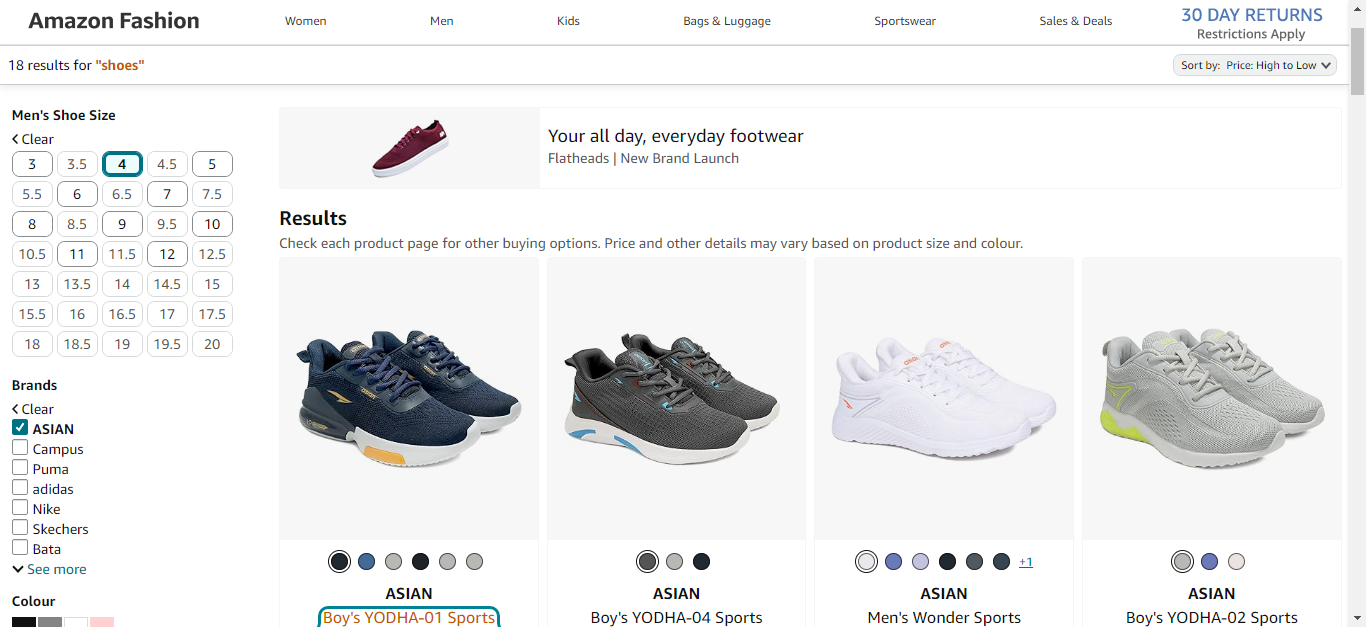 Amazon Fashion
Women Men Kids Bags & Luggage Sportswear Sales & Deals
30 DAY RETURNS
Restrictions Apply
18 results for "shoes"
Sort by: Price: High to Low
Men's Shoe Size
Clear
3 3.5 4 4.5 5
5.5 6 6.5 7 7.5
8 8.5 9 9.5 10
10.5 11 11.5 12 12.5
13 13.5 14 14.5 15
15.5 16 16.5 17 17.5
18 18.5 19 19.5 20
Brands
Clear
ASIAN
Campus
Puma
adidas
Nike
Skechers
Bata
See more
Colour
Your all day, everyday footwear
Flatheads | New Brand Launch
Results
Check each product page for other buying options. Price and other details may vary based on product size and colour.
+1
ASIAN ASIAN ASIAN ASIAN
Boy's YODHA-01 Sports Boy's YODHA-04 Sports Men's Wonder Sports Boy's YODHA-02 Sports